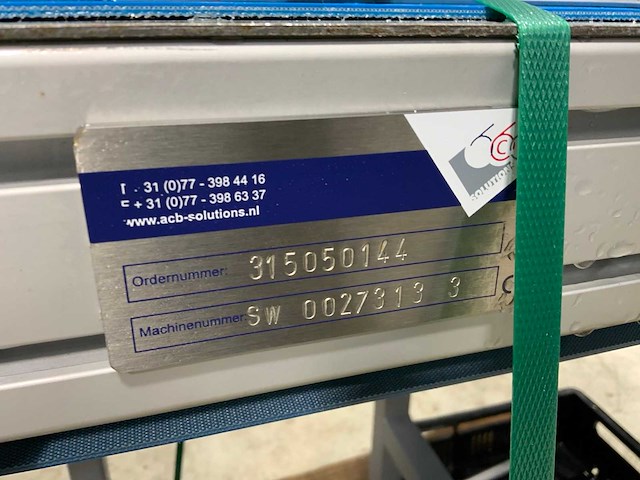 31 (0)77 - 398 44 16
+ 31 (0)77 - 398 63 37
www.acb-solutions.nl
SOLUTION
Ordernummer: 315050144
Machinenummer: SW 0027313 3